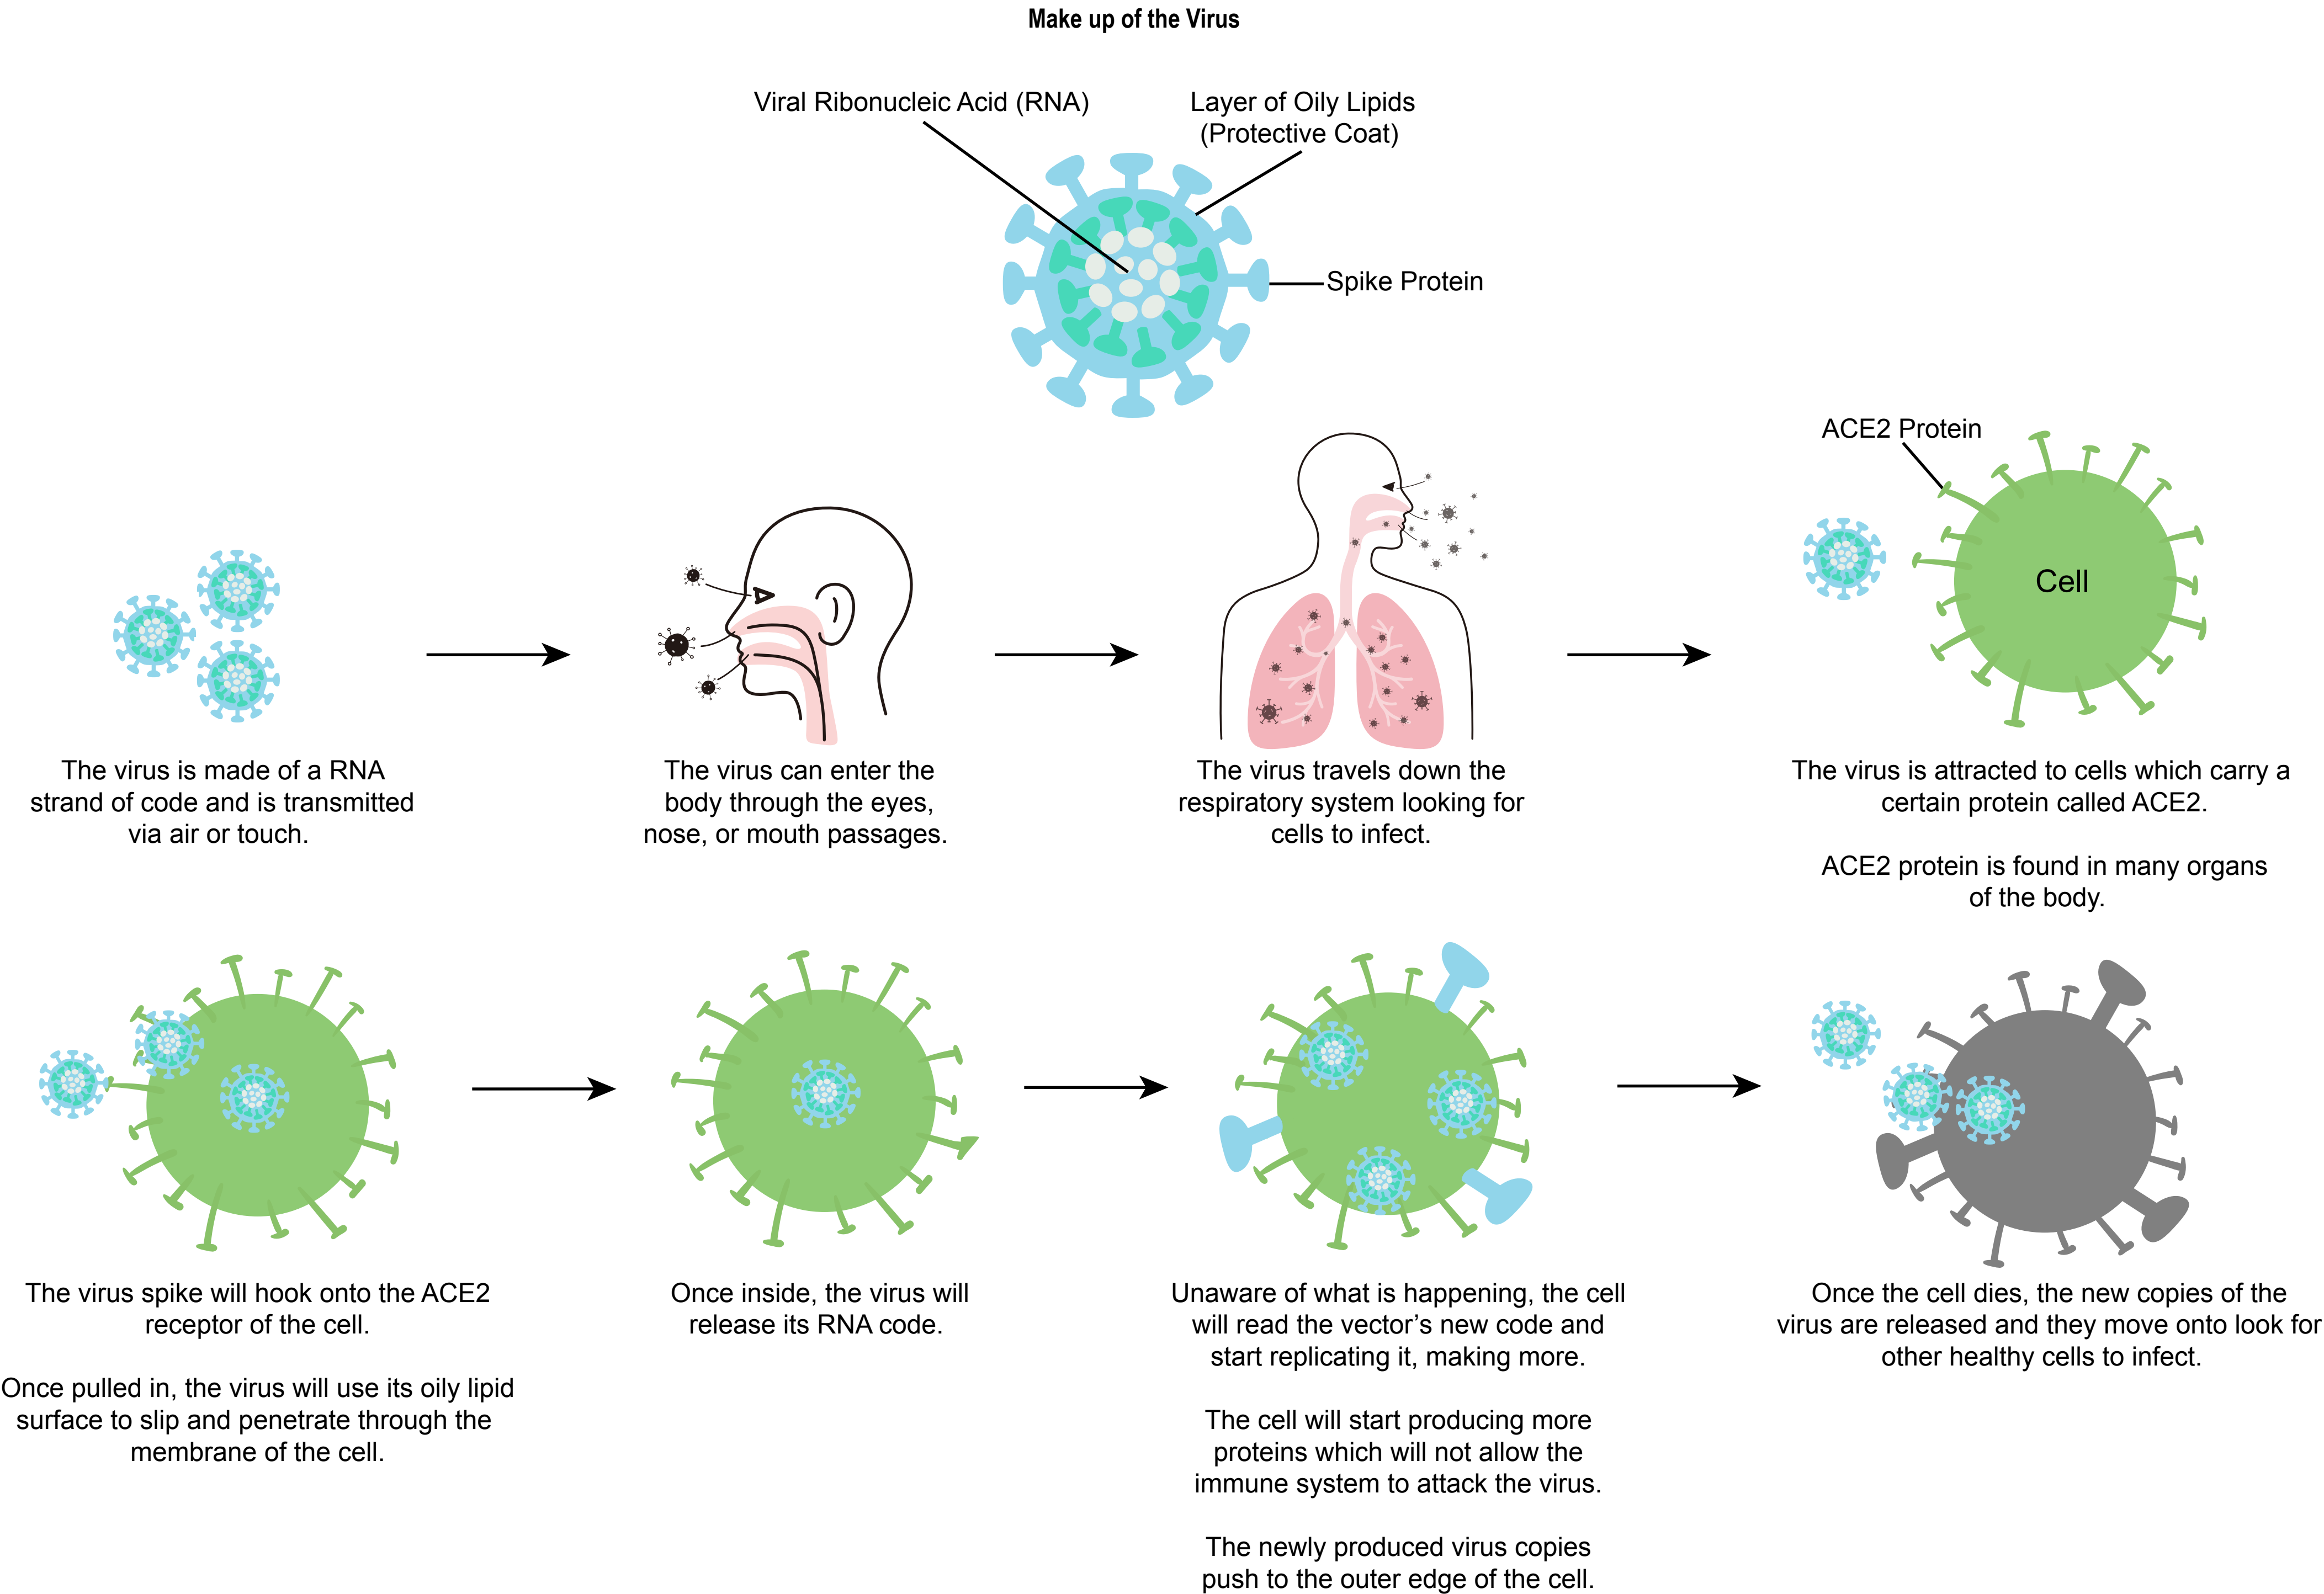 Make up of the Virus
Viral Ribonucleic Acid (RNA)
Layer of Oily Lipids
(Protective Coat)
Spike Protein
ACE2 Protein
Cell
The virus is made of a RNA
strand of code and is transmitted
via air or touch.
The virus can enter the
body through the eyes,
nose, or mouth passages.
The virus travels down the
respiratory system looking for
cells to infect.
The virus is attracted to cells which carry a
certain protein called ACE2.
ACE2 protein is found in many organs
of the body.
The virus spike will hook onto the ACE2
receptor of the cell.
Once pulled in, the virus will use its oily lipid
surface to slip and penetrate through the
membrane of the cell.
Once inside, the virus will
release its RNA code.
Unaware of what is happening, the cell
will read the vector’s new code and
start replicating it, making more.
The cell will start producing more
proteins which will not allow the
immune system to attack the virus.
The newly produced virus copies
push to the outer edge of the cell.
Once the cell dies, the new copies of the
virus are released and they move onto look for
other healthy cells to infect.